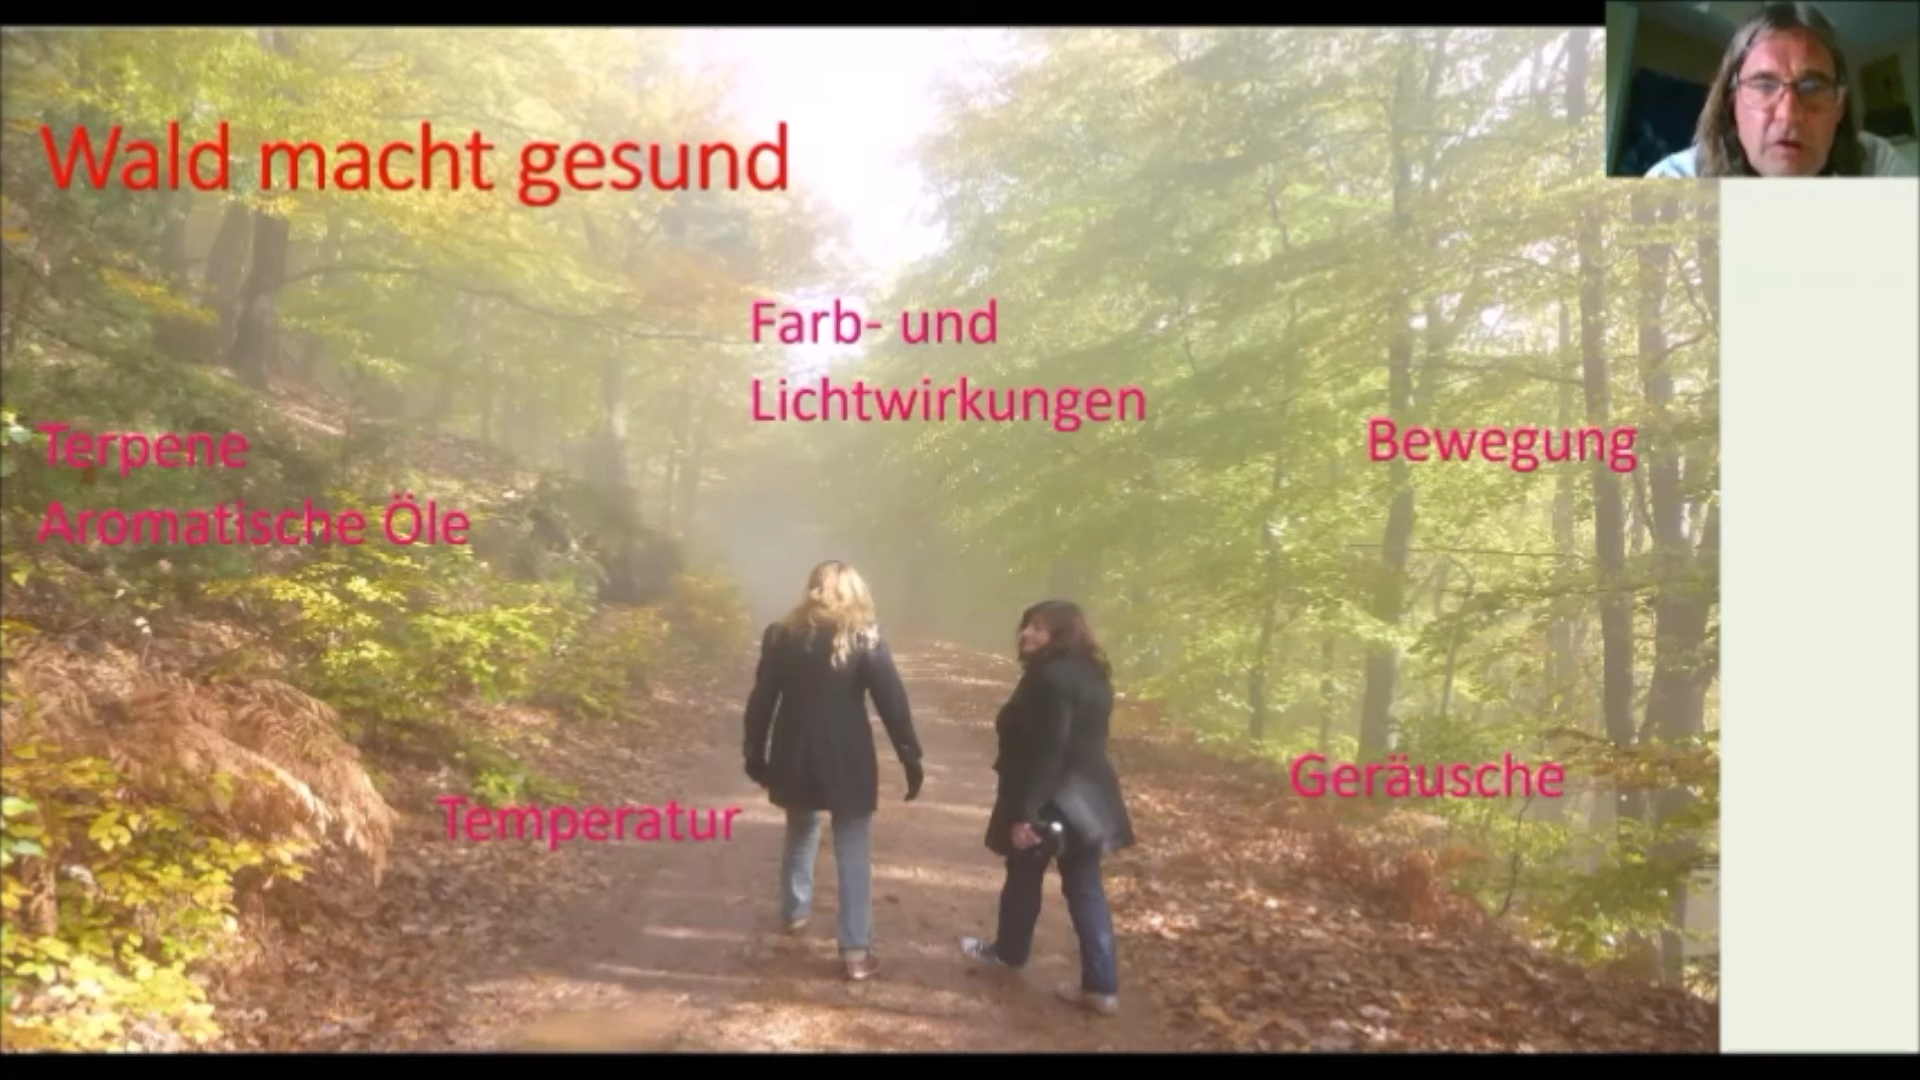 Wald macht gesund
Farb- und
Lichtwirkungen
Terpene
Aromatische Öle
Bewegung
Temperatur
Geräusche